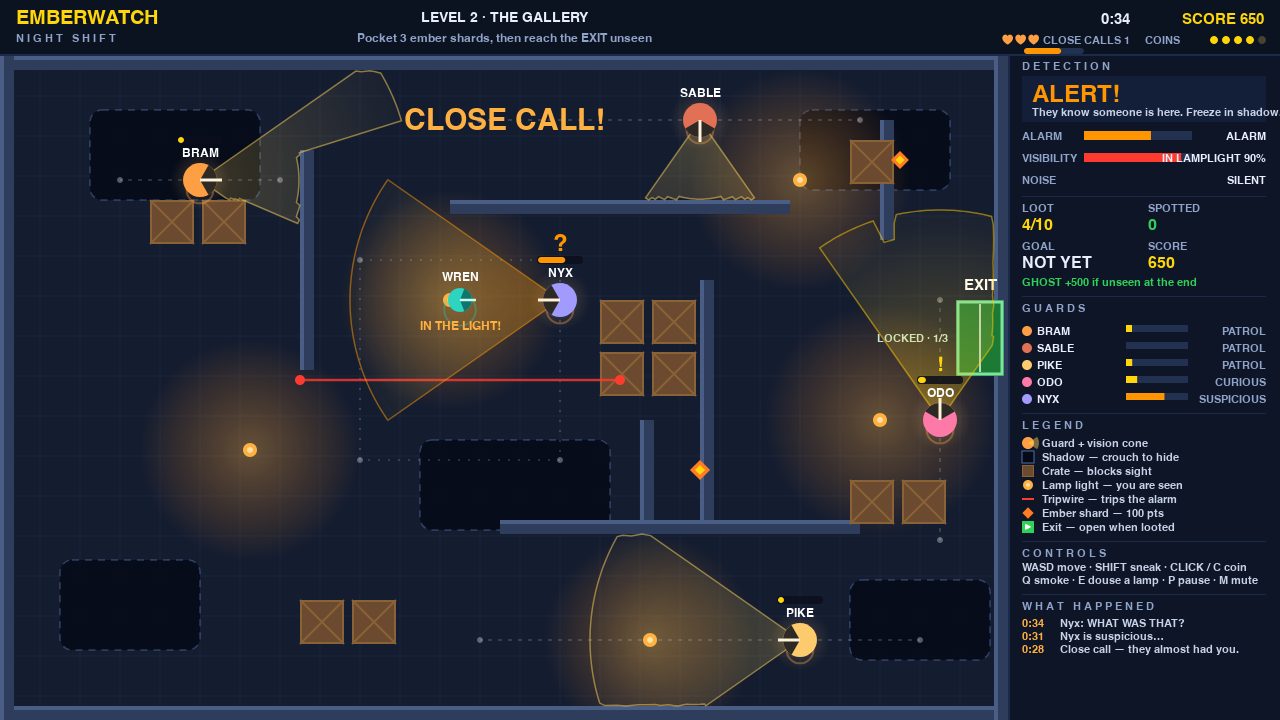 EMBERWATCH
NIGHT SHIFT
LEVEL 2 · THE GALLERY
Pocket 3 ember shards, then reach the EXIT unseen
0:34
SCORE 650
CLOSE CALLS 1
COINS
CLOSE CALL!
SABLE
BRAM
?
NYX
WREN
IN THE LIGHT!
EXIT
LOCKED · 1/3
!
ODO
PIKE
DETECTION
ALERT!
They know someone is here. Freeze in shadow
ALARM
ALARM
VISIBILITY
IN LAMPLIGHT 90%
NOISE
SILENT
LOOT
SPOTTED
4/10
0
GOAL
SCORE
NOT YET
650
GHOST +500 if unseen at the end
GUARDS
BRAM
PATROL
SABLE
PATROL
PIKE
PATROL
ODO
CURIOUS
NYX
SUSPICIOUS
LEGEND
Guard + vision cone
Shadow — crouch to hide
Crate — blocks sight
Lamp light — you are seen
Tripwire — trips the alarm
Ember shard — 100 pts
Exit — open when looted
CONTROLS
WASD move · SHIFT sneak · CLICK / C coin
Q smoke · E douse a lamp · P pause · M mute
WHAT HAPPENED
0:34 Nyx: WHAT WAS THAT?
0:31 Nyx is suspicious…
0:28 Close call — they almost had you.